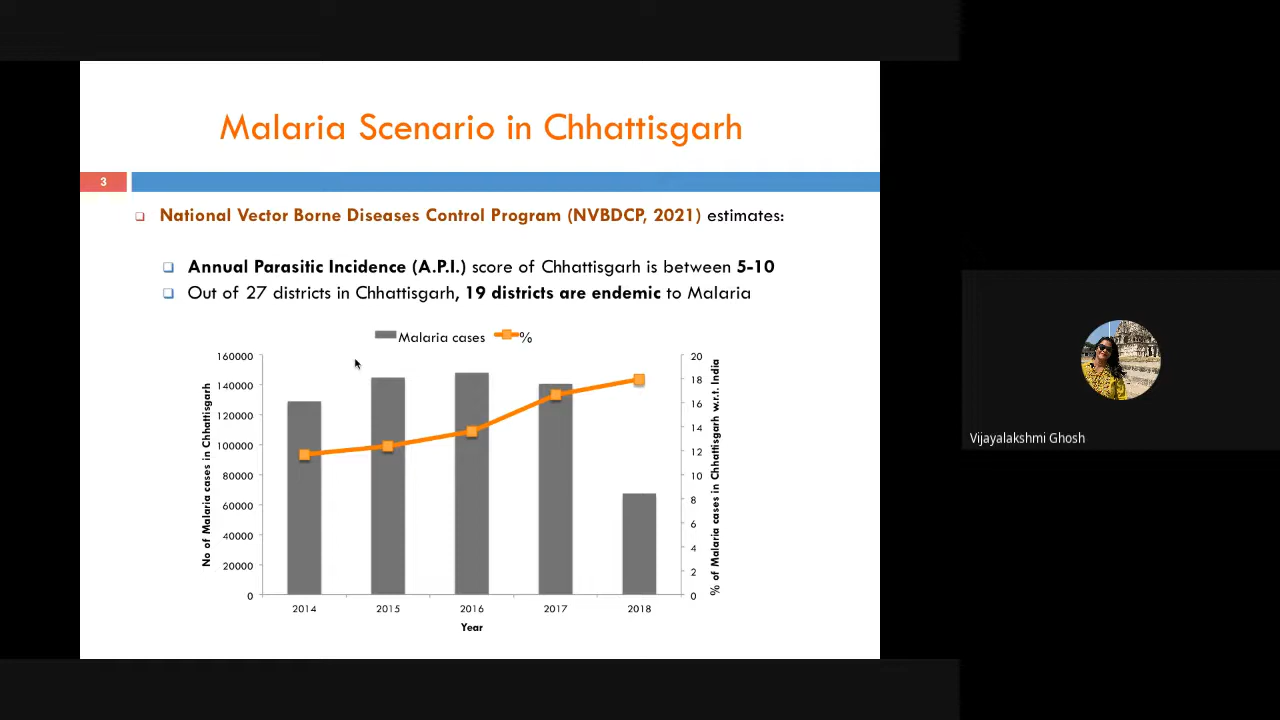 Malaria Scenario in Chhattisgarh
3
National Vector Borne Diseases Control Program (NVBDCP, 2021) estimates:
Annual Parasitic Incidence (A.P.I.) score of Chhattisgarh is between 5-10
Out of 27 districts in Chhattisgarh, 19 districts are endemic to Malaria
Malaria cases %
No of Malaria cases in Chhattisgarh
160000
140000
120000
100000
80000
60000
40000
20000
0
20
18
16
14
12
10
8
6
4
2
0
% of Malaria cases in Chhattisgarh w.r.t. India
2014 2015 2016 2017 2018
Year
Vijayalakshmi Ghosh